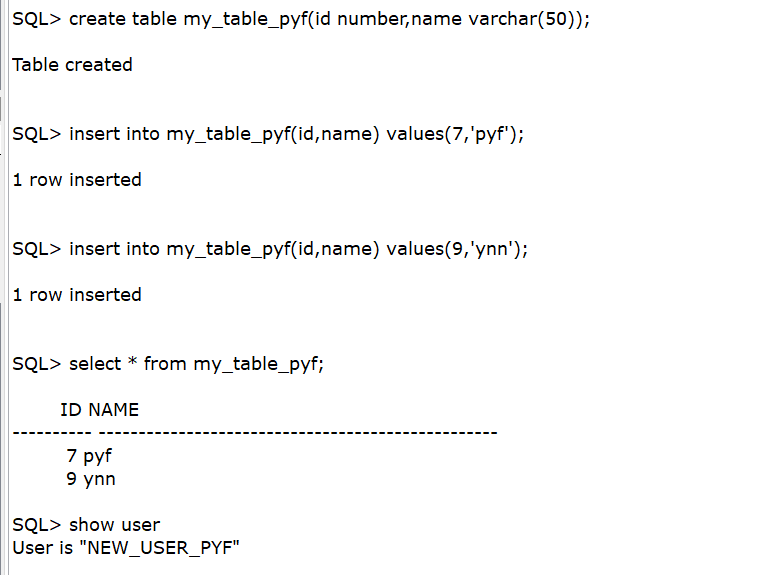 SQL> create table my_table_pyf(id number,name varchar(50));
Table created
SQL> insert into my_table_pyf(id,name) values(7,'pyf');
1 row inserted
SQL> insert into my_table_pyf(id,name) values(9,'ynn');
1 row inserted
SQL> select * from my_table_pyf;
ID NAME
---------- --------------------------------------------------
7 pyf
9 ynn
SQL> show user
User is "NEW_USER_PYF"